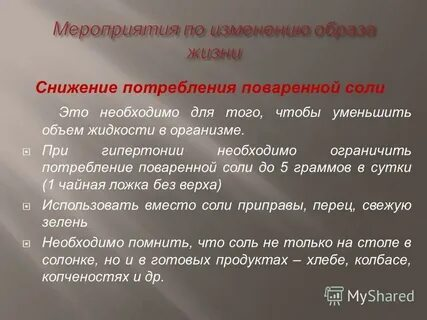 Мероприятия по изменению образа
жизни
Снижение потребления поваренной соли
Это необходимо для того, чтобы уменьшить
объем жидкости в организме.
При гипертонии необходимо ограничить
потребление поваренной соли до 5 граммов в сутки
(1 чайная ложка без верха)
Использовать вместо соли приправы, перец, свежую
зелень
Необходимо помнить, что соль не только на столе в
солонке, но и в готовых продуктах – хлебе, колбасе,
копченостях и др.
MyShared